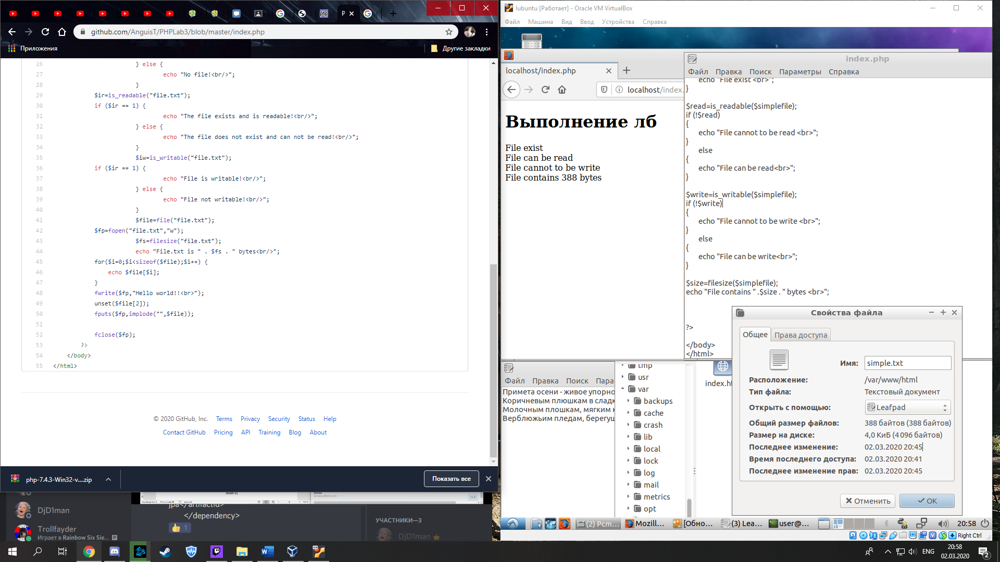 github.com/AnguisT/PHPLab3/blob/master/index.php
Приложения
Другие закладки
26 } else {
27 echo "No file!<br/>";
28 }
29 $ir=is_readable("file.txt");
30 if ($ir == 1) {
31 echo "The file exists and is readable!<br/>";
32 } else {
33 echo "The file does not exist and can not be read!<br/>";
34 }
35 $iw=is_writable("file.txt");
36 if ($ir == 1) {
37 echo "File is writable!<br/>";
38 } else {
39 echo "File not writable!<br/>";
40 }
41 $file=file("file.txt");
42 $fp=fopen("file.txt","w");
43 $fs=filesize("file.txt");
44 echo "File.txt is " . $fs . " bytes<br/>";
45 for($i=0;$i<sizeof($file);$i++) {
46 echo $file[$i];
47 }
48 fwrite($fp,"Hello world!!<br>");
49 unset($file[2]);
50 fputs($fp,implode("",$file));
51
52 fclose($fp);
53 ?>
54 </body>
55 </html>
© 2020 GitHub, Inc. Terms Privacy Security Status Help
Contact GitHub Pricing API Training Blog About
php-7.4.3-Win32-v....zip
Показать все
DjD1man
Trollfayder
Играет в Rainbow Six Sie...
jpa</artifactId>
</dependency>
1
УЧАСТНИКИ—3
DjD1man
lubuntu [Работает] - Oracle VM VirtualBox
Файл Машина Вид Ввод Устройства Справка
localhost/index.php
localhost/index.
Выполнение лб
File exist
File can be read
File cannot to be write
File contains 388 bytes
index.php
Файл Правка Поиск Параметры Справка
echo "File exist <br>";
}
$read=is_readable($simplefile);
if (!$read)
{
echo "File cannot to be read <br>";
}
else
{
echo "File can be read<br>";
}
$write=is_writable($simplefile);
if (!$write)
{
echo "File cannot to be write <br>";
}
else
{
echo "File can be write<br>";
}
$size=filesize($simplefile);
echo "File contains " .$size . " bytes <br>";
?>
</body>
</html>
Файл Правка Поиск Пара
Примета осени - живое упорно
Коричневым плюшкам в сладк
Молочным плошкам, мягким к
Верблюжьим пледам, берегущ
tmp
usr
var
backups
cache
crash
lib
local
lock
log
mail
metrics
opt
index.ht
Свойства файла
Общее Права доступа
Имя: simple.txt
Расположение: /var/www/html
Тип файла: Текстовый документ
Открыть с помощью: Leafpad
Общий размер файлов: 388 байтов (388 байтов)
Размер на диске: 4,0 КиБ (4 096 байтов)
Последнее изменение: 02.03.2020 20:45
Время последнего доступа: 02.03.2020 20:41
Последнее изменение прав: 02.03.2020 20:45
Отменить OK
(2) Pcm... Mozill... [Обно... (3) Lea... user@... 20:58
Right Ctrl
ENG
20:58
02.03.2020
2